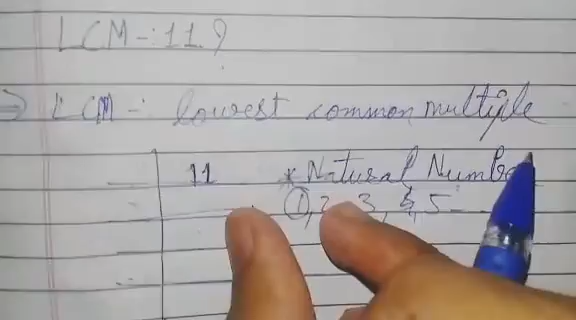 LCM-:11?
⇒ LCM-: lowest common multiple
11 * Natural Number
1, 2, 3, 4, 5-